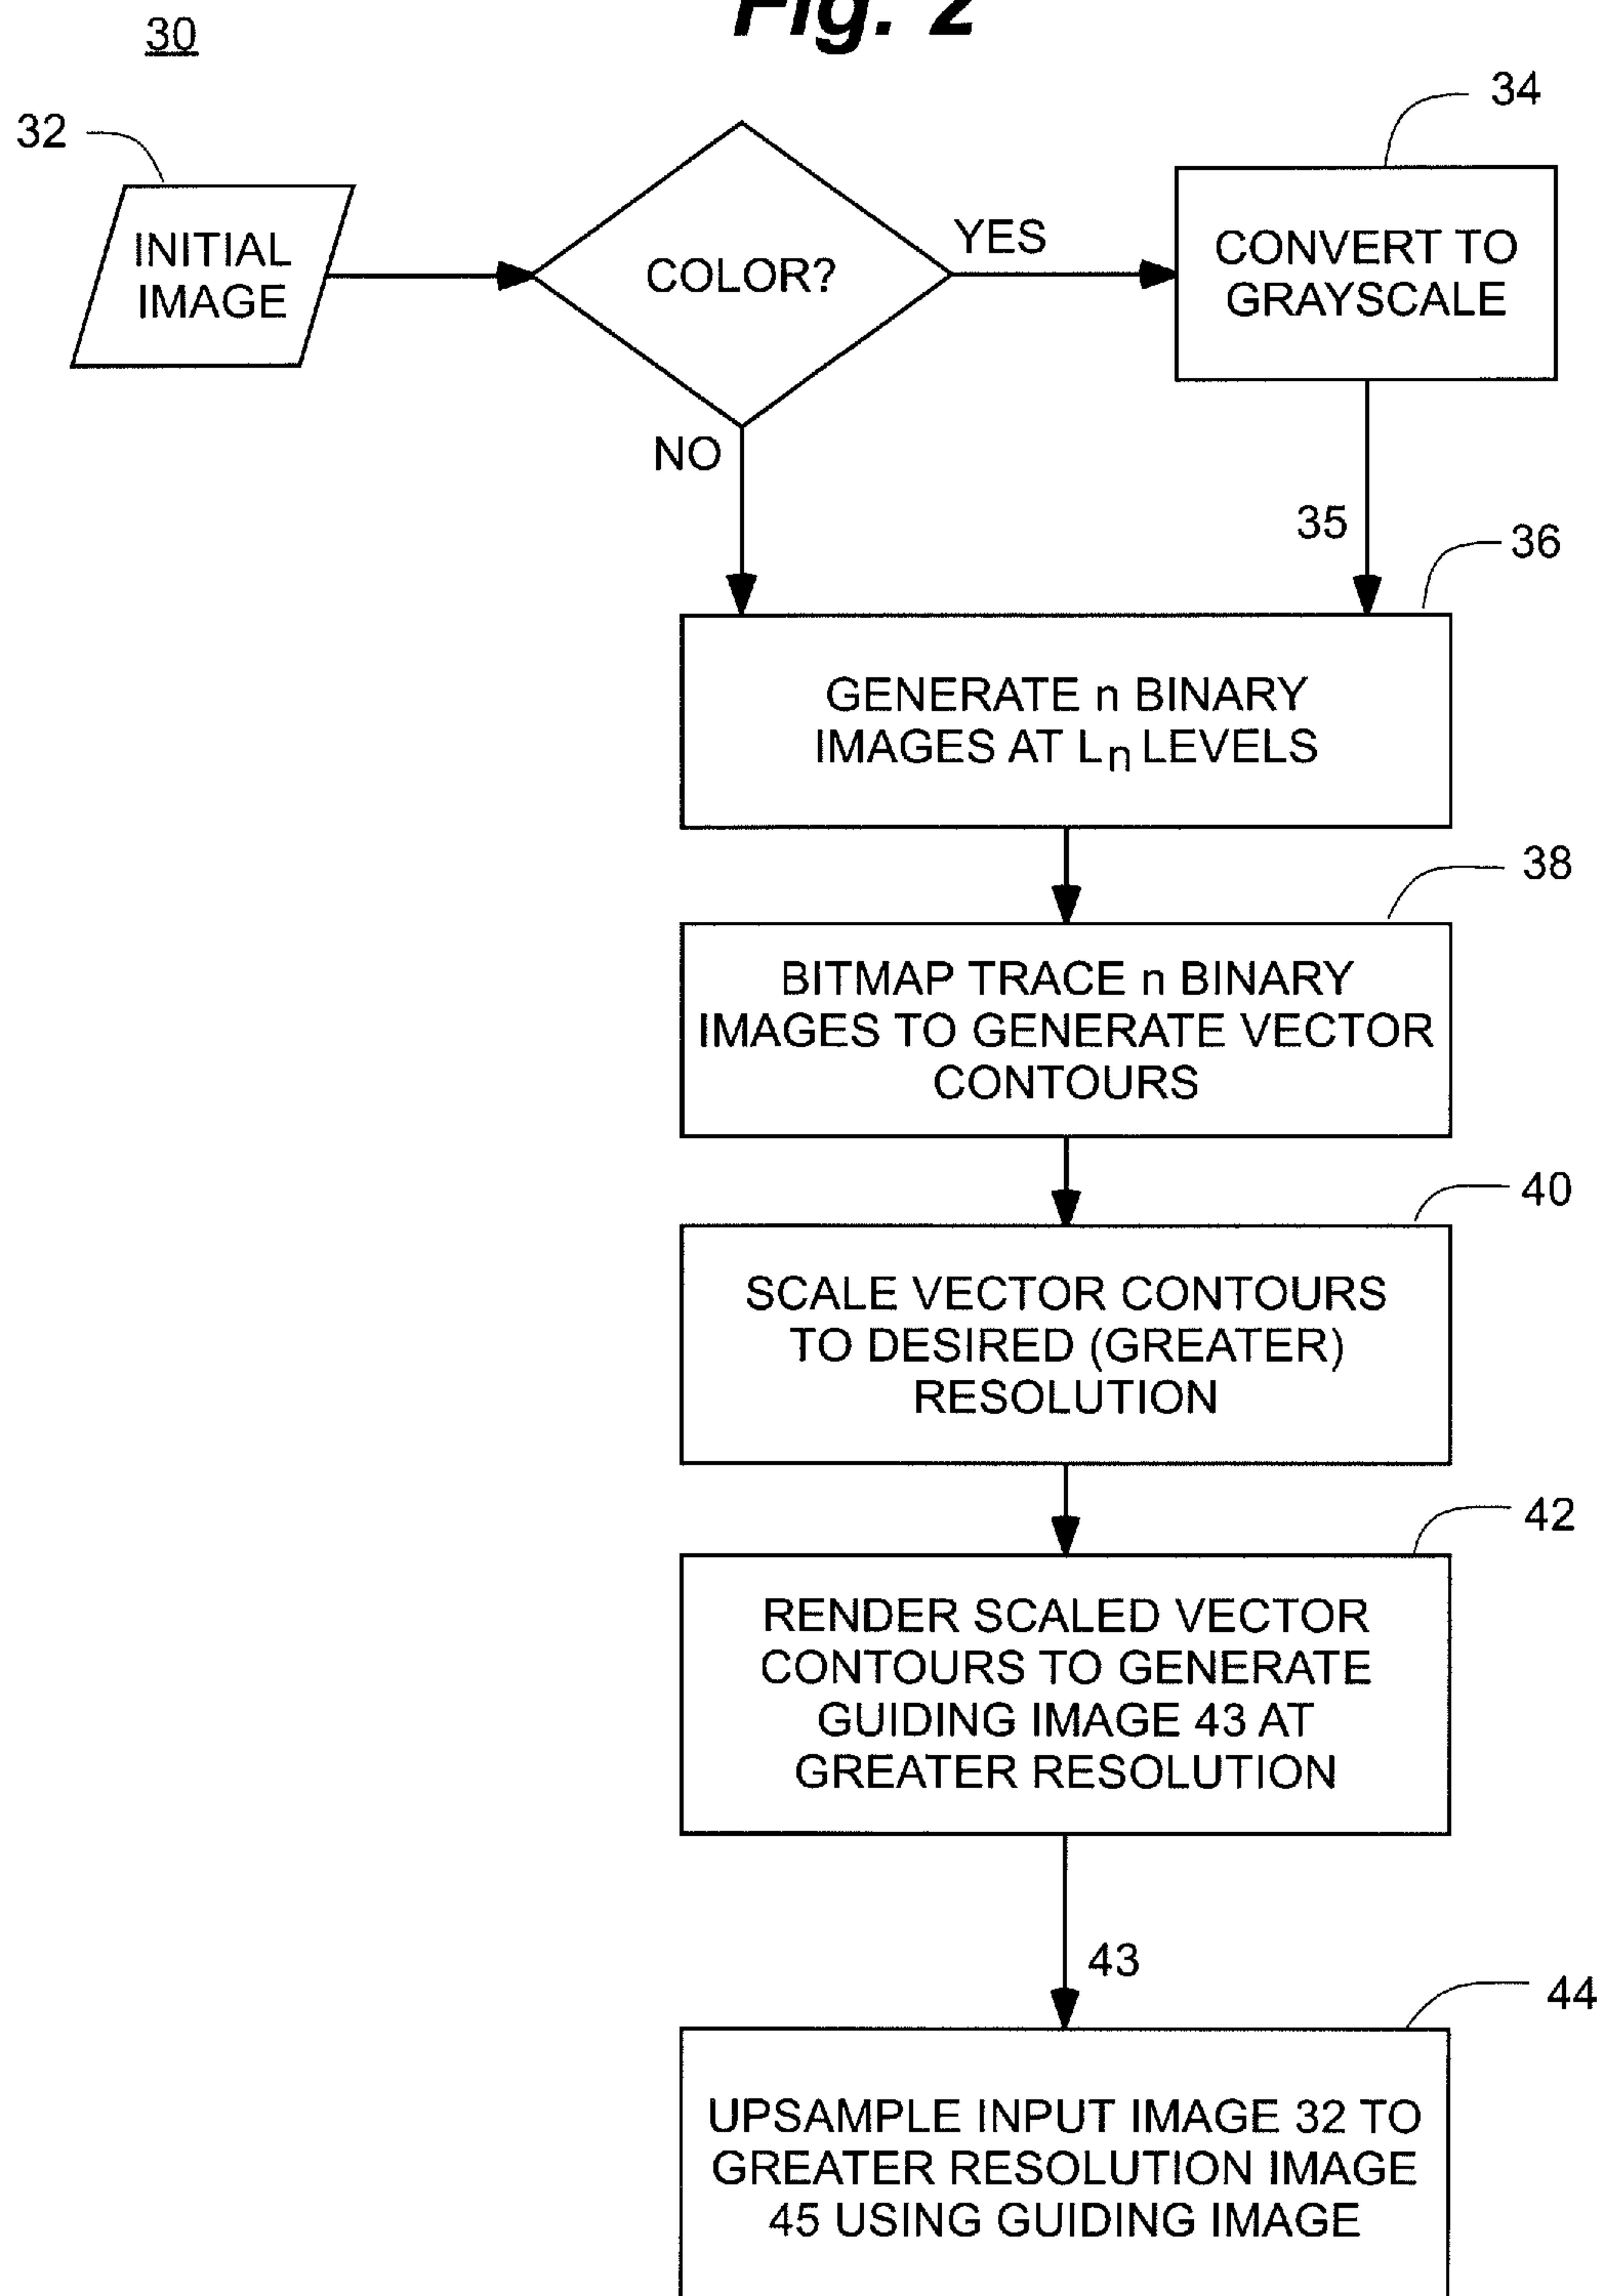 Fig. 2
30
32
34
INITIAL
IMAGE
COLOR?
YES
CONVERT TO
GRAYSCALE
NO
35
36
GENERATE n BINARY
IMAGES AT Ln LEVELS
38
BITMAP TRACE n BINARY
IMAGES TO GENERATE VECTOR
CONTOURS
40
SCALE VECTOR CONTOURS
TO DESIRED (GREATER)
RESOLUTION
42
RENDER SCALED VECTOR
CONTOURS TO GENERATE
GUIDING IMAGE 43 AT
GREATER RESOLUTION
43
44
UPSAMPLE INPUT IMAGE 32 TO
GREATER RESOLUTION IMAGE
45 USING GUIDING IMAGE